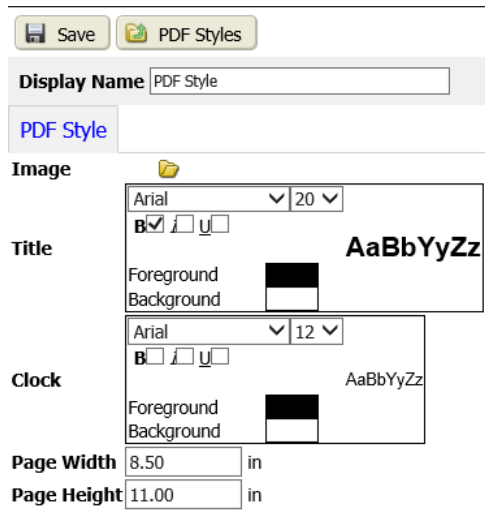 Save PDF Styles
Display Name PDF Style
PDF Style
Image
Arial 20
B i U
Title AaBbYyZz
Foreground
Background
Arial 12
B i U
Clock AaBbYyZz
Foreground
Background
Page Width 8.50 in
Page Height 11.00 in